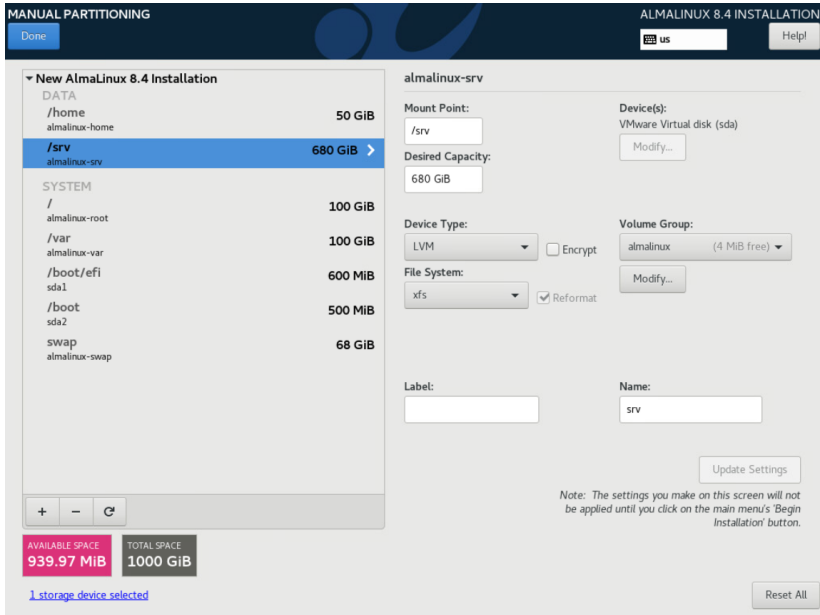 MANUAL PARTITIONING
ALMALINUX 8.4 INSTALLATION
Done
us
Help!
New AlmaLinux 8.4 Installation
DATA
/home 50 GiB
almalinux-home
/srv 680 GiB
almalinux-srv
SYSTEM
/ 100 GiB
almalinux-root
/var 100 GiB
almalinux-var
/boot/efi 600 MiB
sda1
/boot 500 MiB
sda2
swap 68 GiB
almalinux-swap
+ −
AVAILABLE SPACE
939.97 MiB
TOTAL SPACE
1000 GiB
1 storage device selected
almalinux-srv
Mount Point:
/srv
Desired Capacity:
680 GiB
Device(s):
VMware Virtual disk (sda)
Modify...
Device Type:
LVM
Encrypt
Volume Group:
almalinux (4 MiB free)
File System:
xfs
Reformat
Modify...
Label:
Name:
srv
Update Settings
Note: The settings you make on this screen will not
be applied until you click on the main menu's 'Begin
Installation' button.
Reset All